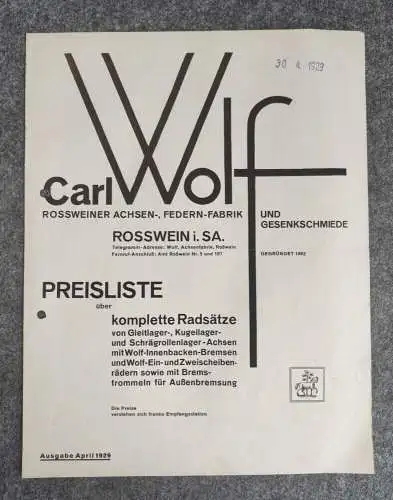 30 4. 1929
Carl Wolf
ROSSWEINER ACHSEN-, FEDERN-FABRIK UND
GESENKSCHMIEDE
ROSSWEIN i. SA.
Telegramm-Adresse: Wolf, Achsenfabrik, Roßwein
Fernruf-Anschluß: Amt Roßwein Nr. 5 und 107
GEGRÜNDET 1882
PREISLISTE
über
komplette Radsätze
von Gleitlager-, Kugellager-
und Schrägrollenlager-Achsen
mit Wolf-Innenbacken-Bremsen
und Wolf-Ein- und Zweischeiben-
rädern sowie mit Brems-
trommeln für Außenbremsung
Die Preise
verstehen sich franko Empfangsstation
Ausgabe April 1929